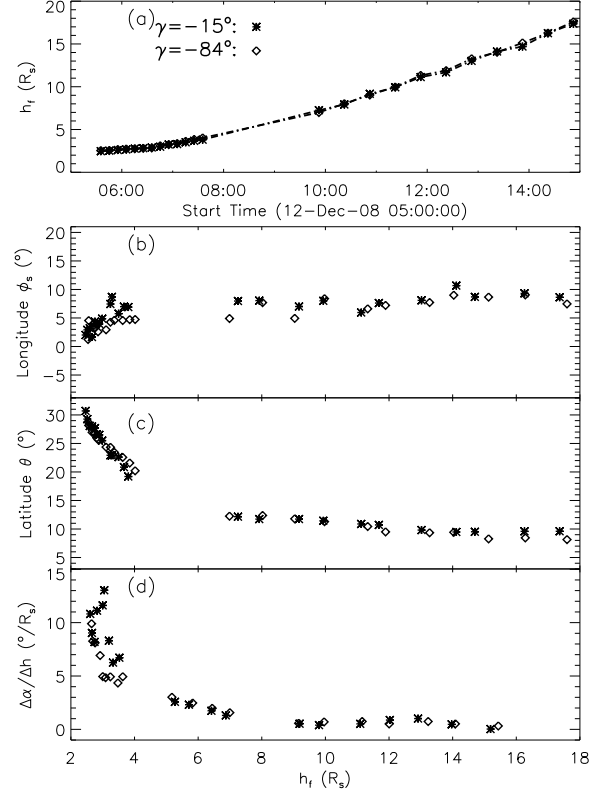 (a)
γ=−15°:
γ=−84°:
20
15
10
5
0
h_f (R_s)
06:00 08:00 10:00 12:00 14:00
Start Time (12−Dec−08 05:00:00)
(b)
10
5
0
−5
Longitude ϕ_s (°)
(c)
30
25
20
15
10
5
Latitude θ (°)
(d)
15
10
5
0
Δα/Δh (°/R_s)
2 4 6 8 10 12 14 16 18
h_f (R_s)